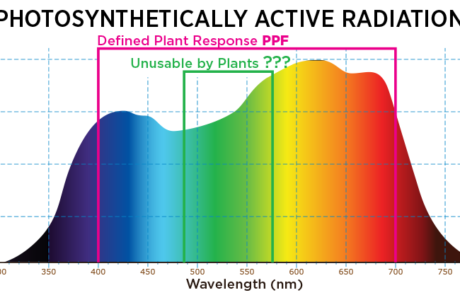 PHOTOSYNTHETICALLY ACTIVE RADIATION
Defined Plant Response PPF
Unusable by Plants ???
350 400 450 500 550 600 650 700 750
Wavelength (nm)